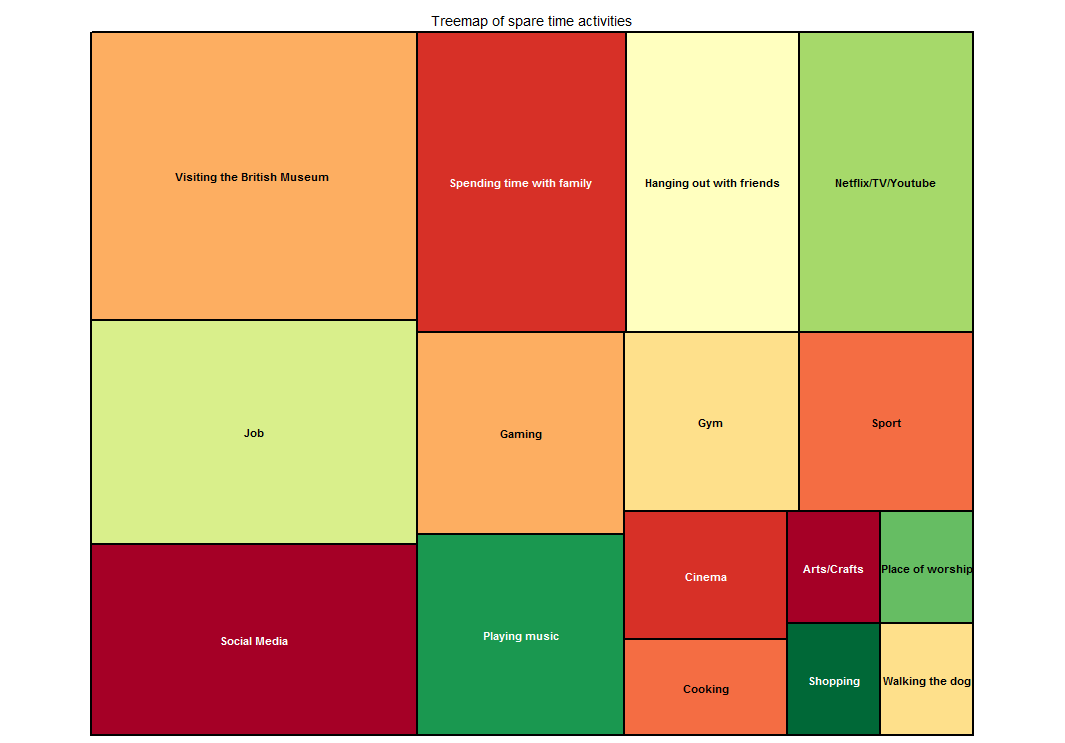 Treemap of spare time activities
Visiting the British Museum
Spending time with family
Hanging out with friends
Netflix/TV/Youtube
Job
Gaming
Gym
Sport
Social Media
Playing music
Cinema
Arts/Crafts
Place of worship
Cooking
Shopping
Walking the dog